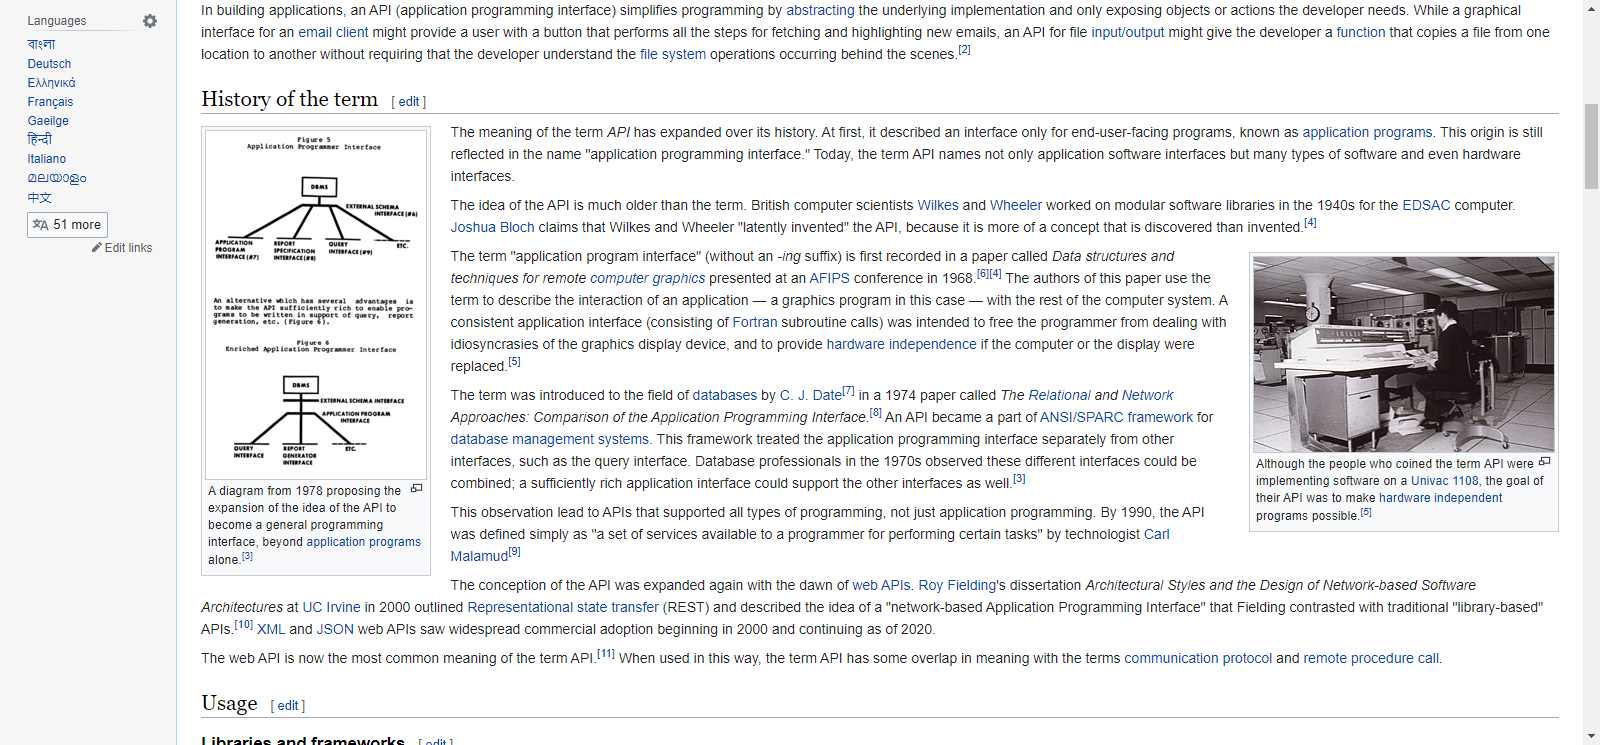 Languages
বাংলা
Deutsch
Ελληνικά
Français
Gaeilge
हिन्दी
Italiano
മലയാളം
中文
51 more
Edit links
In building applications, an API (application programming interface) simplifies programming by abstracting the underlying implementation and only exposing objects or actions the developer needs. While a graphical
interface for an email client might provide a user with a button that performs all the steps for fetching and highlighting new emails, an API for file input/output might give the developer a function that copies a file from one
location to another without requiring that the developer understand the file system operations occurring behind the scenes.[2]
History of the term [ edit ]
Figure 5
Application Programmer Interface
DBMS
EXTERNAL SCHEMA
INTERFACE (#6)
APPLICATION
PROGRAM
INTERFACE (#7)
REPORT
SPECIFICATION
INTERFACE (#8)
QUERY
INTERFACE (#9)
ETC.
An alternative which has several advantages is
to make the API sufficiently rich to enable pro-
grams to be written in support of query, report
generation, etc. (Figure 6).
Figure 6
Enriched Application Programmer Interface
DBMS
EXTERNAL SCHEMA INTERFACE
APPLICATION PROGRAM
INTERFACE
QUERY
INTERFACE
REPORT
GENERATOR
INTERFACE
ETC.
A diagram from 1978 proposing the
expansion of the idea of the API to
become a general programming
interface, beyond application programs
alone.[3]
The meaning of the term API has expanded over its history. At first, it described an interface only for end-user-facing programs, known as application programs. This origin is still
reflected in the name "application programming interface." Today, the term API names not only application software interfaces but many types of software and even hardware
interfaces.
The idea of the API is much older than the term. British computer scientists Wilkes and Wheeler worked on modular software libraries in the 1940s for the EDSAC computer.
Joshua Bloch claims that Wilkes and Wheeler "latently invented" the API, because it is more of a concept that is discovered than invented.[4]
The term "application program interface" (without an -ing suffix) is first recorded in a paper called Data structures and
techniques for remote computer graphics presented at an AFIPS conference in 1968.[6][4] The authors of this paper use the
term to describe the interaction of an application — a graphics program in this case — with the rest of the computer system. A
consistent application interface (consisting of Fortran subroutine calls) was intended to free the programmer from dealing with
idiosyncrasies of the graphics display device, and to provide hardware independence if the computer or the display were
replaced.[5]
The term was introduced to the field of databases by C. J. Date[7] in a 1974 paper called The Relational and Network
Approaches: Comparison of the Application Programming Interface.[8] An API became a part of ANSI/SPARC framework for
database management systems. This framework treated the application programming interface separately from other
interfaces, such as the query interface. Database professionals in the 1970s observed these different interfaces could be
combined; a sufficiently rich application interface could support the other interfaces as well.[3]
This observation lead to APIs that supported all types of programming, not just application programming. By 1990, the API
was defined simply as "a set of services available to a programmer for performing certain tasks" by technologist Carl
Malamud[9]
Although the people who coined the term API were
implementing software on a Univac 1108, the goal of
their API was to make hardware independent
programs possible.[5]
The conception of the API was expanded again with the dawn of web APIs. Roy Fielding's dissertation Architectural Styles and the Design of Network-based Software
Architectures at UC Irvine in 2000 outlined Representational state transfer (REST) and described the idea of a "network-based Application Programming Interface" that Fielding contrasted with traditional "library-based"
APIs.[10] XML and JSON web APIs saw widespread commercial adoption beginning in 2000 and continuing as of 2020.
The web API is now the most common meaning of the term API.[11] When used in this way, the term API has some overlap in meaning with the terms communication protocol and remote procedure call.
Usage [ edit ]
Libraries and frameworks [ edit ]